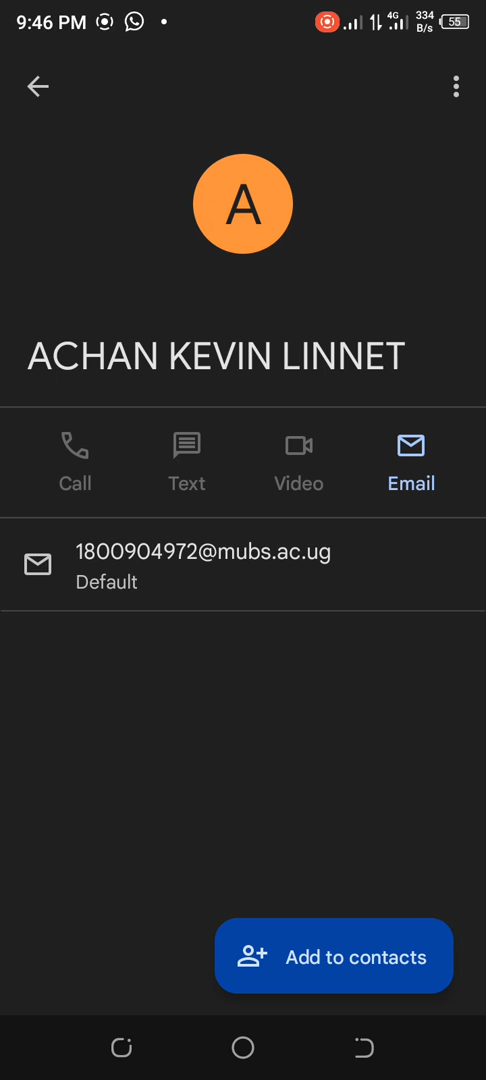 9:46 PM
4G
334
B/s
55
A
ACHAN KEVIN LINNET
Call
Text
Video
Email
1800904972@mubs.ac.ug
Default
Add to contacts